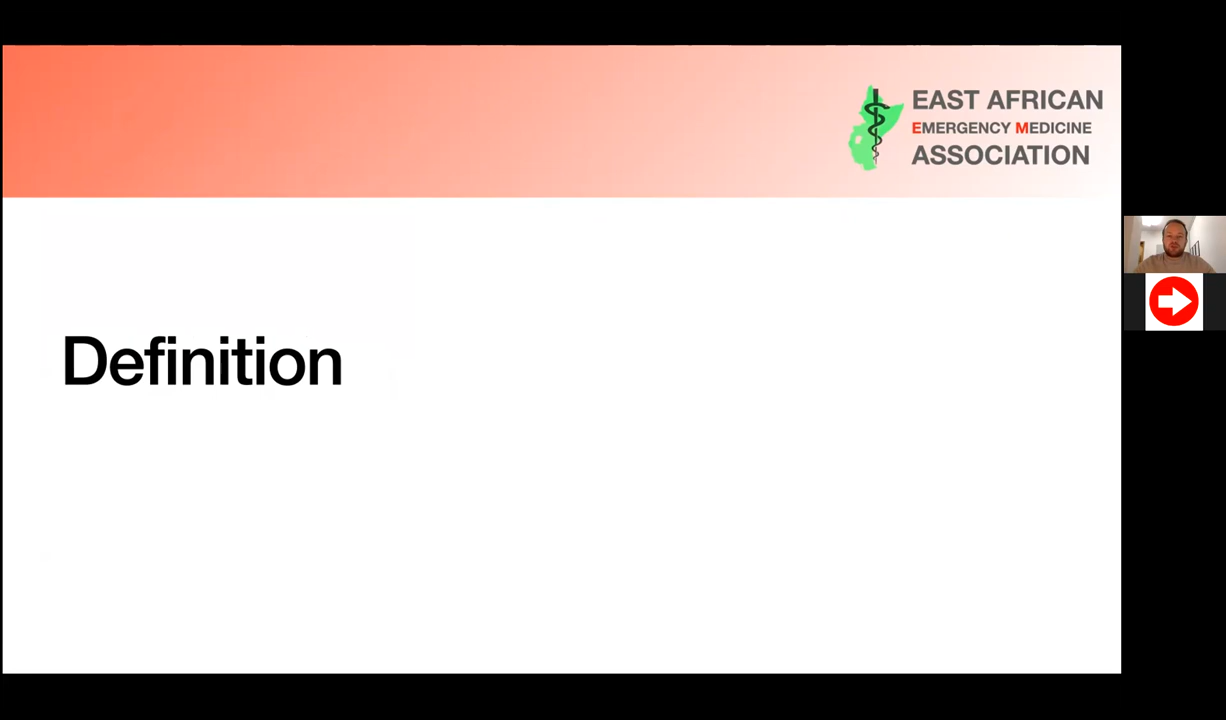 EAST AFRICAN
EMERGENCY MEDICINE
ASSOCIATION
Definition